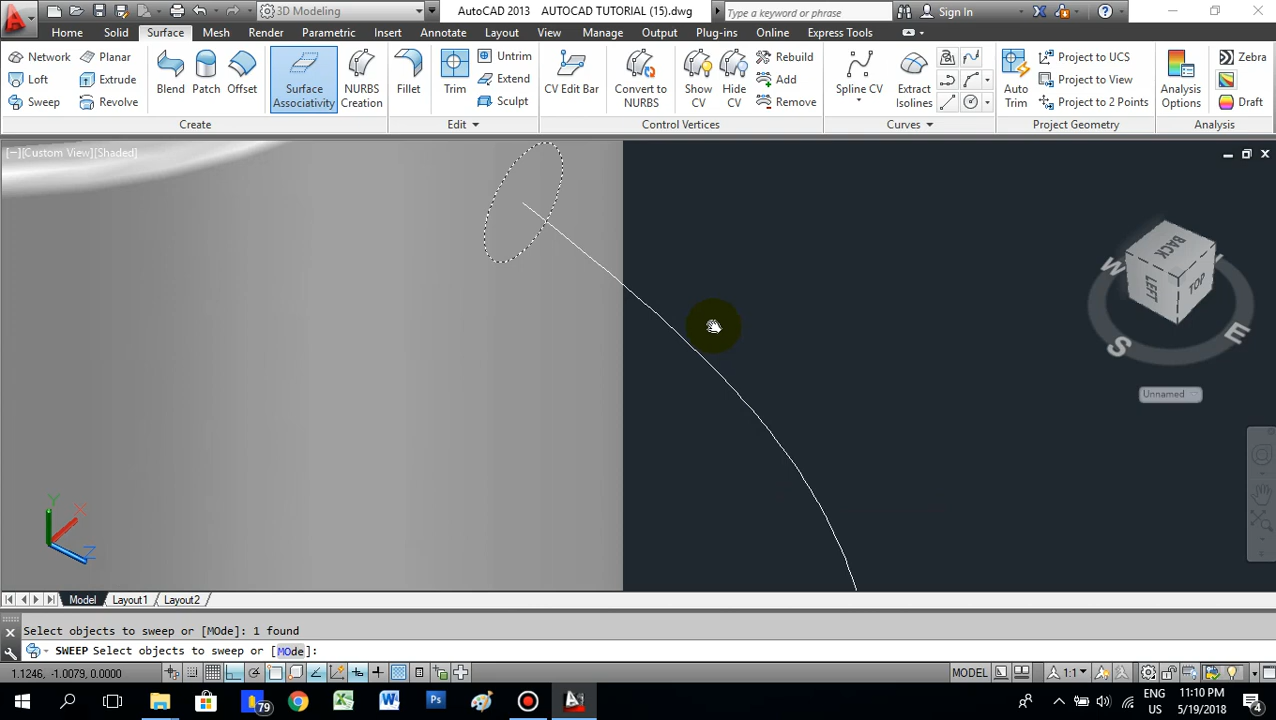 3D Modeling
AutoCAD 2013 AUTOCAD TUTORIAL (15).dwg
Type a keyword or phrase
Sign In
Home Solid Surface Mesh Render Parametric Insert Annotate Layout View Manage Output Plug-ins Online Express Tools
Network Planar
Loft Extrude
Sweep Revolve
Blend Patch Offset
Surface
Associativity
NURBS
Creation
Create
Fillet
Trim
Untrim
Extend
Sculpt
Edit
CV Edit Bar
Convert to
NURBS
Show
CV
Hide
CV
Rebuild
Add
Remove
Control Vertices
Spline CV
Extract
Isolines
Curves
Auto
Trim
Project to UCS
Project to View
Project to 2 Points
Project Geometry
Analysis
Options
Zebra
Draft
Analysis
[–][Custom View][Shaded]
BACK
LEFT
TOP
W
S
E
Unnamed
Y
X
Z
Model Layout1 Layout2
Select objects to sweep or [MOde]: 1 found
SWEEP Select objects to sweep or [MOde]:
1.1246, -1.0079, 0.0000
MODEL
1:1
79
Ps
ENG
US
11:10 PM
5/19/2018
4